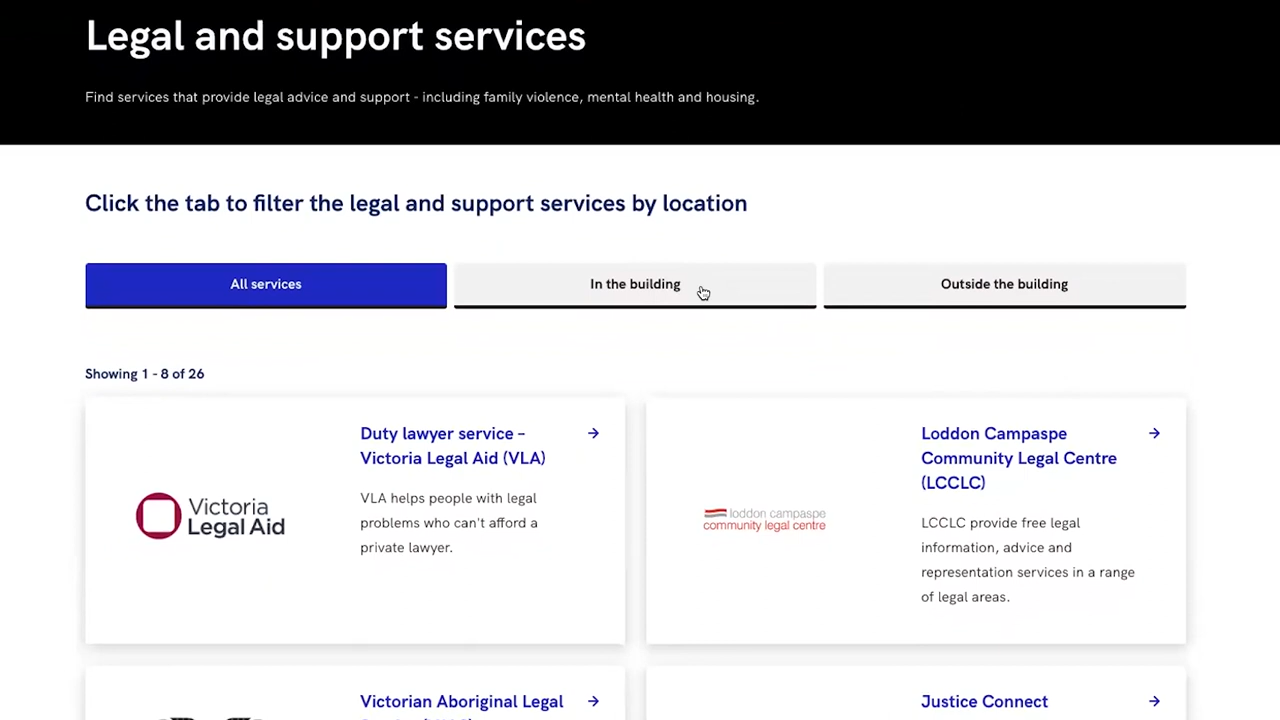 Legal and support services
Find services that provide legal advice and support - including family violence, mental health and housing.
Click the tab to filter the legal and support services by location
All services
In the building
Outside the building
Showing 1 - 8 of 26
Duty lawyer service –
Victoria Legal Aid (VLA)
VLA helps people with legal
problems who can't afford a
private lawyer.
Victoria
Legal Aid
Loddon Campaspe
Community Legal Centre
(LCCLC)
LCCLC provide free legal
information, advice and
representation services in a range
of legal areas.
loddon campaspe
community legal centre
Victorian Aboriginal Legal
Justice Connect